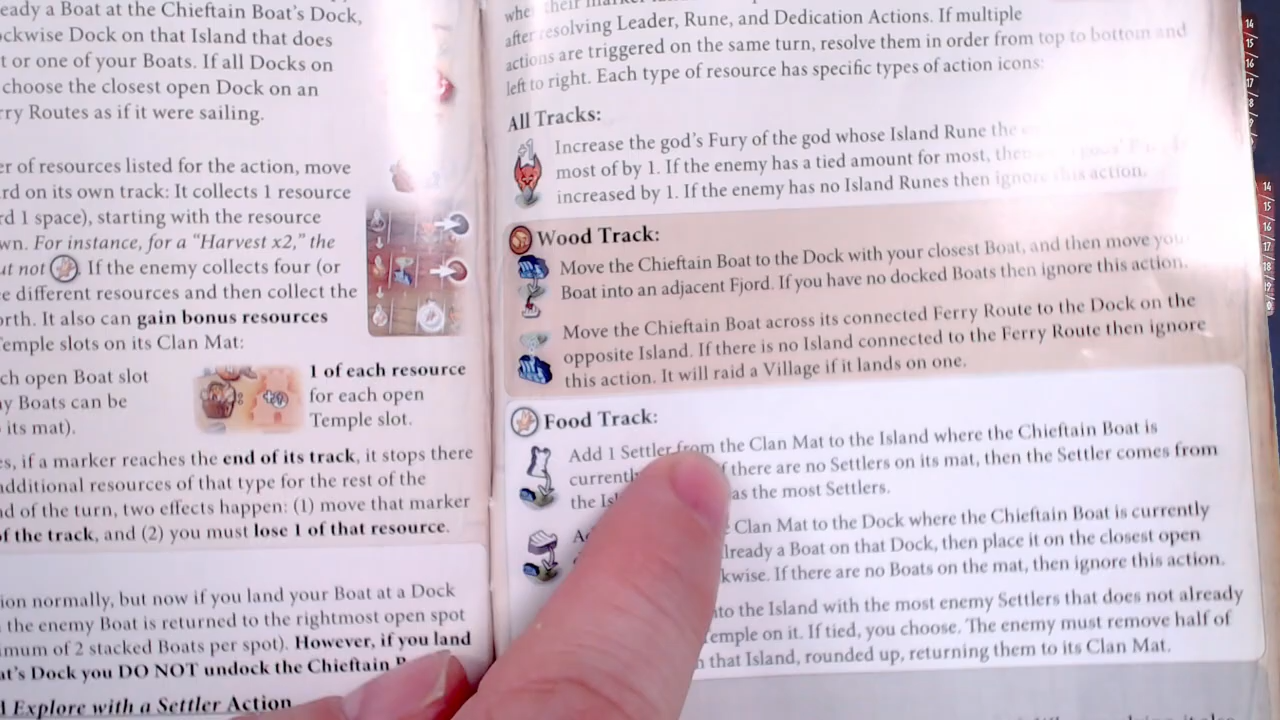 eady a Boat at the Chieftain Boat's Dock,
ckwise Dock on that Island that does
t or one of your Boats. If all Docks on
choose the closest open Dock on an
rry Routes as if it were sailing.
er of resources listed for the action, move
rd on its own track: It collects 1 resource
rd 1 space), starting with the resource
wn. For instance, for a "Harvest x2," the
ut not . If the enemy collects four (or
e different resources and then collect the
orth. It also can gain bonus resources
Temple slots on its Clan Mat:
ch open Boat slot
y Boats can be
its mat).
1 of each resource
for each open
Temple slot.
s, if a marker reaches the end of its track, it stops there
additional resources of that type for the rest of the
nd of the turn, two effects happen: (1) move that marker
of the track, and (2) you must lose 1 of that resource.
ion normally, but now if you land your Boat at a Dock
the enemy Boat is returned to the rightmost open spot
imum of 2 stacked Boats per spot). However, if you land
at's Dock you DO NOT undock the Chieftain
Explore with a Settler Action
their marker
after resolving Leader, Rune, and Dedication Actions. If multiple
actions are triggered on the same turn, resolve them in order from top to bottom and
left to right. Each type of resource has specific types of action icons:
All Tracks:
+1
Increase the god's Fury of the god whose Island Rune the
most of by 1. If the enemy has a tied amount for most, then
increased by 1. If the enemy has no Island Runes then ignore this action.
Wood Track:
Move the Chieftain Boat to the Dock with your closest Boat, and then move you
Boat into an adjacent Fjord. If you have no docked Boats then ignore this action.
Move the Chieftain Boat across its connected Ferry Route to the Dock on the
opposite Island. If there is no Island connected to the Ferry Route then ignore
this action. It will raid a Village if it lands on one.
Food Track:
Add 1 Settler from the Clan Mat to the Island where the Chieftain Boat is
currently f there are no Settlers on its mat, then the Settler comes from
the Isl as the most Settlers.
Clan Mat to the Dock where the Chieftain Boat is currently
lready a Boat on that Dock, then place it on the closest open
kwise. If there are no Boats on the mat, then ignore this action.
to the Island with the most enemy Settlers that does not already
emple on it. If tied, you choose. The enemy must remove half of
that Island, rounded up, returning them to its Clan Mat.
14
15
16
17
18
14
15
16
17
18
19